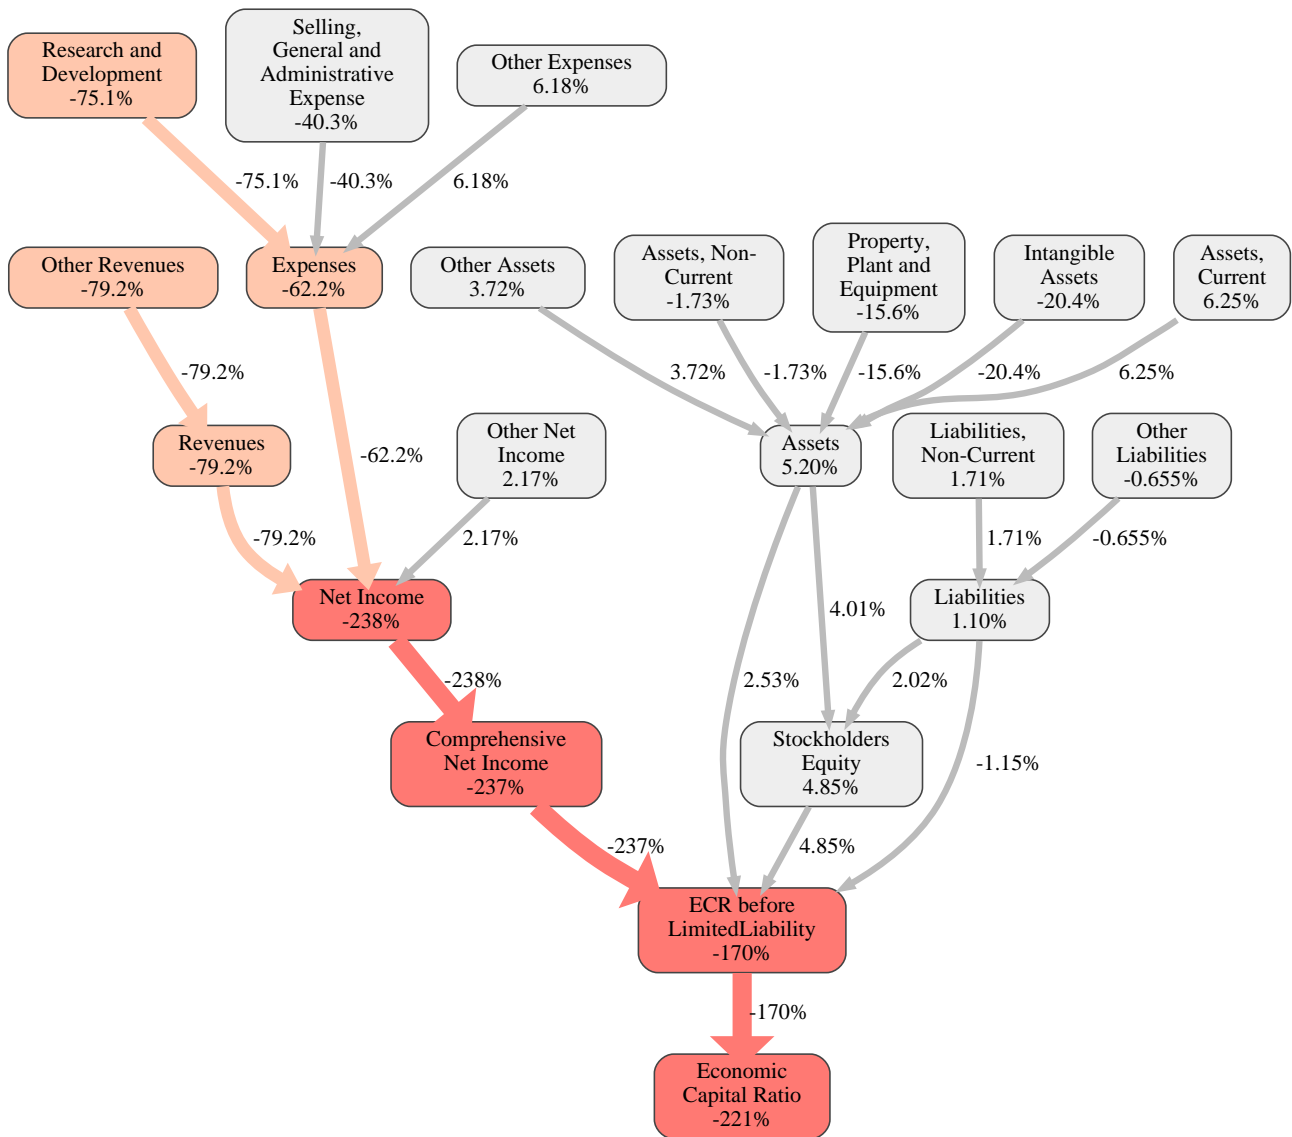 Research and
Development
-75.1%
Selling,
General and
Administrative
Expense
-40.3%
Other Expenses
6.18%
-75.1%
-40.3%
6.18%
Other Revenues
-79.2%
Expenses
-62.2%
Other Assets
3.72%
Assets, Non-
Current
-1.73%
Property,
Plant and
Equipment
-15.6%
Intangible
Assets
-20.4%
Assets,
Current
6.25%
-79.2%
3.72%
-1.73%
-15.6%
-20.4%
6.25%
Revenues
-79.2%
-62.2%
Other Net
Income
2.17%
Assets
5.20%
Liabilities,
Non-Current
1.71%
Other
Liabilities
-0.655%
-79.2%
2.17%
1.71%
-0.655%
Net Income
-238%
4.01%
Liabilities
1.10%
-238%
2.53%
2.02%
Comprehensive
Net Income
-237%
Stockholders
Equity
4.85%
-1.15%
-237%
4.85%
ECR before
LimitedLiability
-170%
-170%
Economic
Capital Ratio
-221%